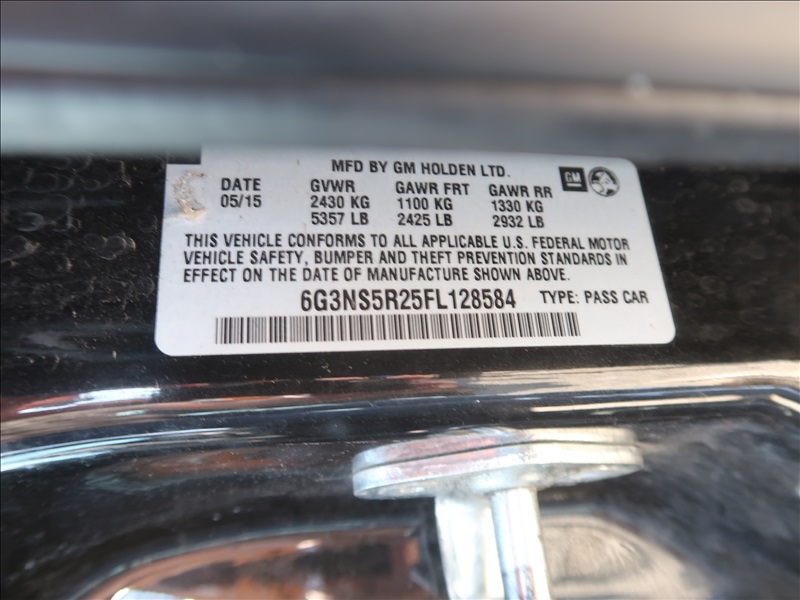 MFD BY GM HOLDEN LTD.
GM
DATE GVWR GAWR FRT GAWR RR
05/15 2430 KG 1100 KG 1330 KG
5357 LB 2425 LB 2932 LB
THIS VEHICLE CONFORMS TO ALL APPLICABLE U.S. FEDERAL MOTOR
VEHICLE SAFETY, BUMPER AND THEFT PREVENTION STANDARDS IN
EFFECT ON THE DATE OF MANUFACTURE SHOWN ABOVE.
6G3NS5R25FL128584 TYPE: PASS CAR